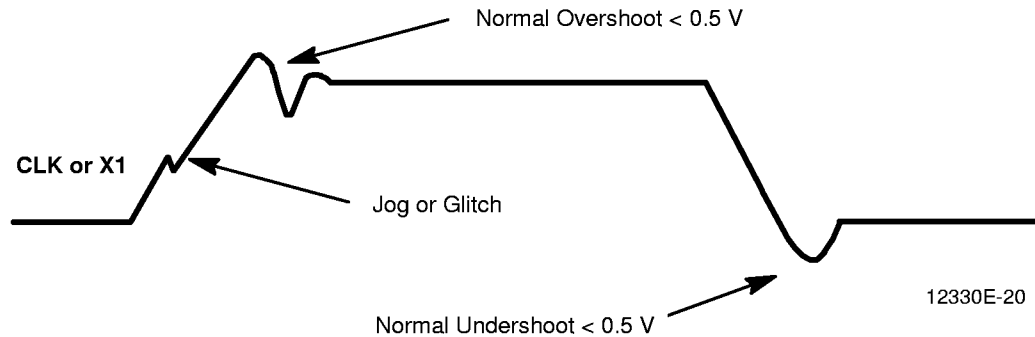 Normal Overshoot < 0.5 V
CLK or X1
Jog or Glitch
12330E-20
Normal Undershoot < 0.5 V